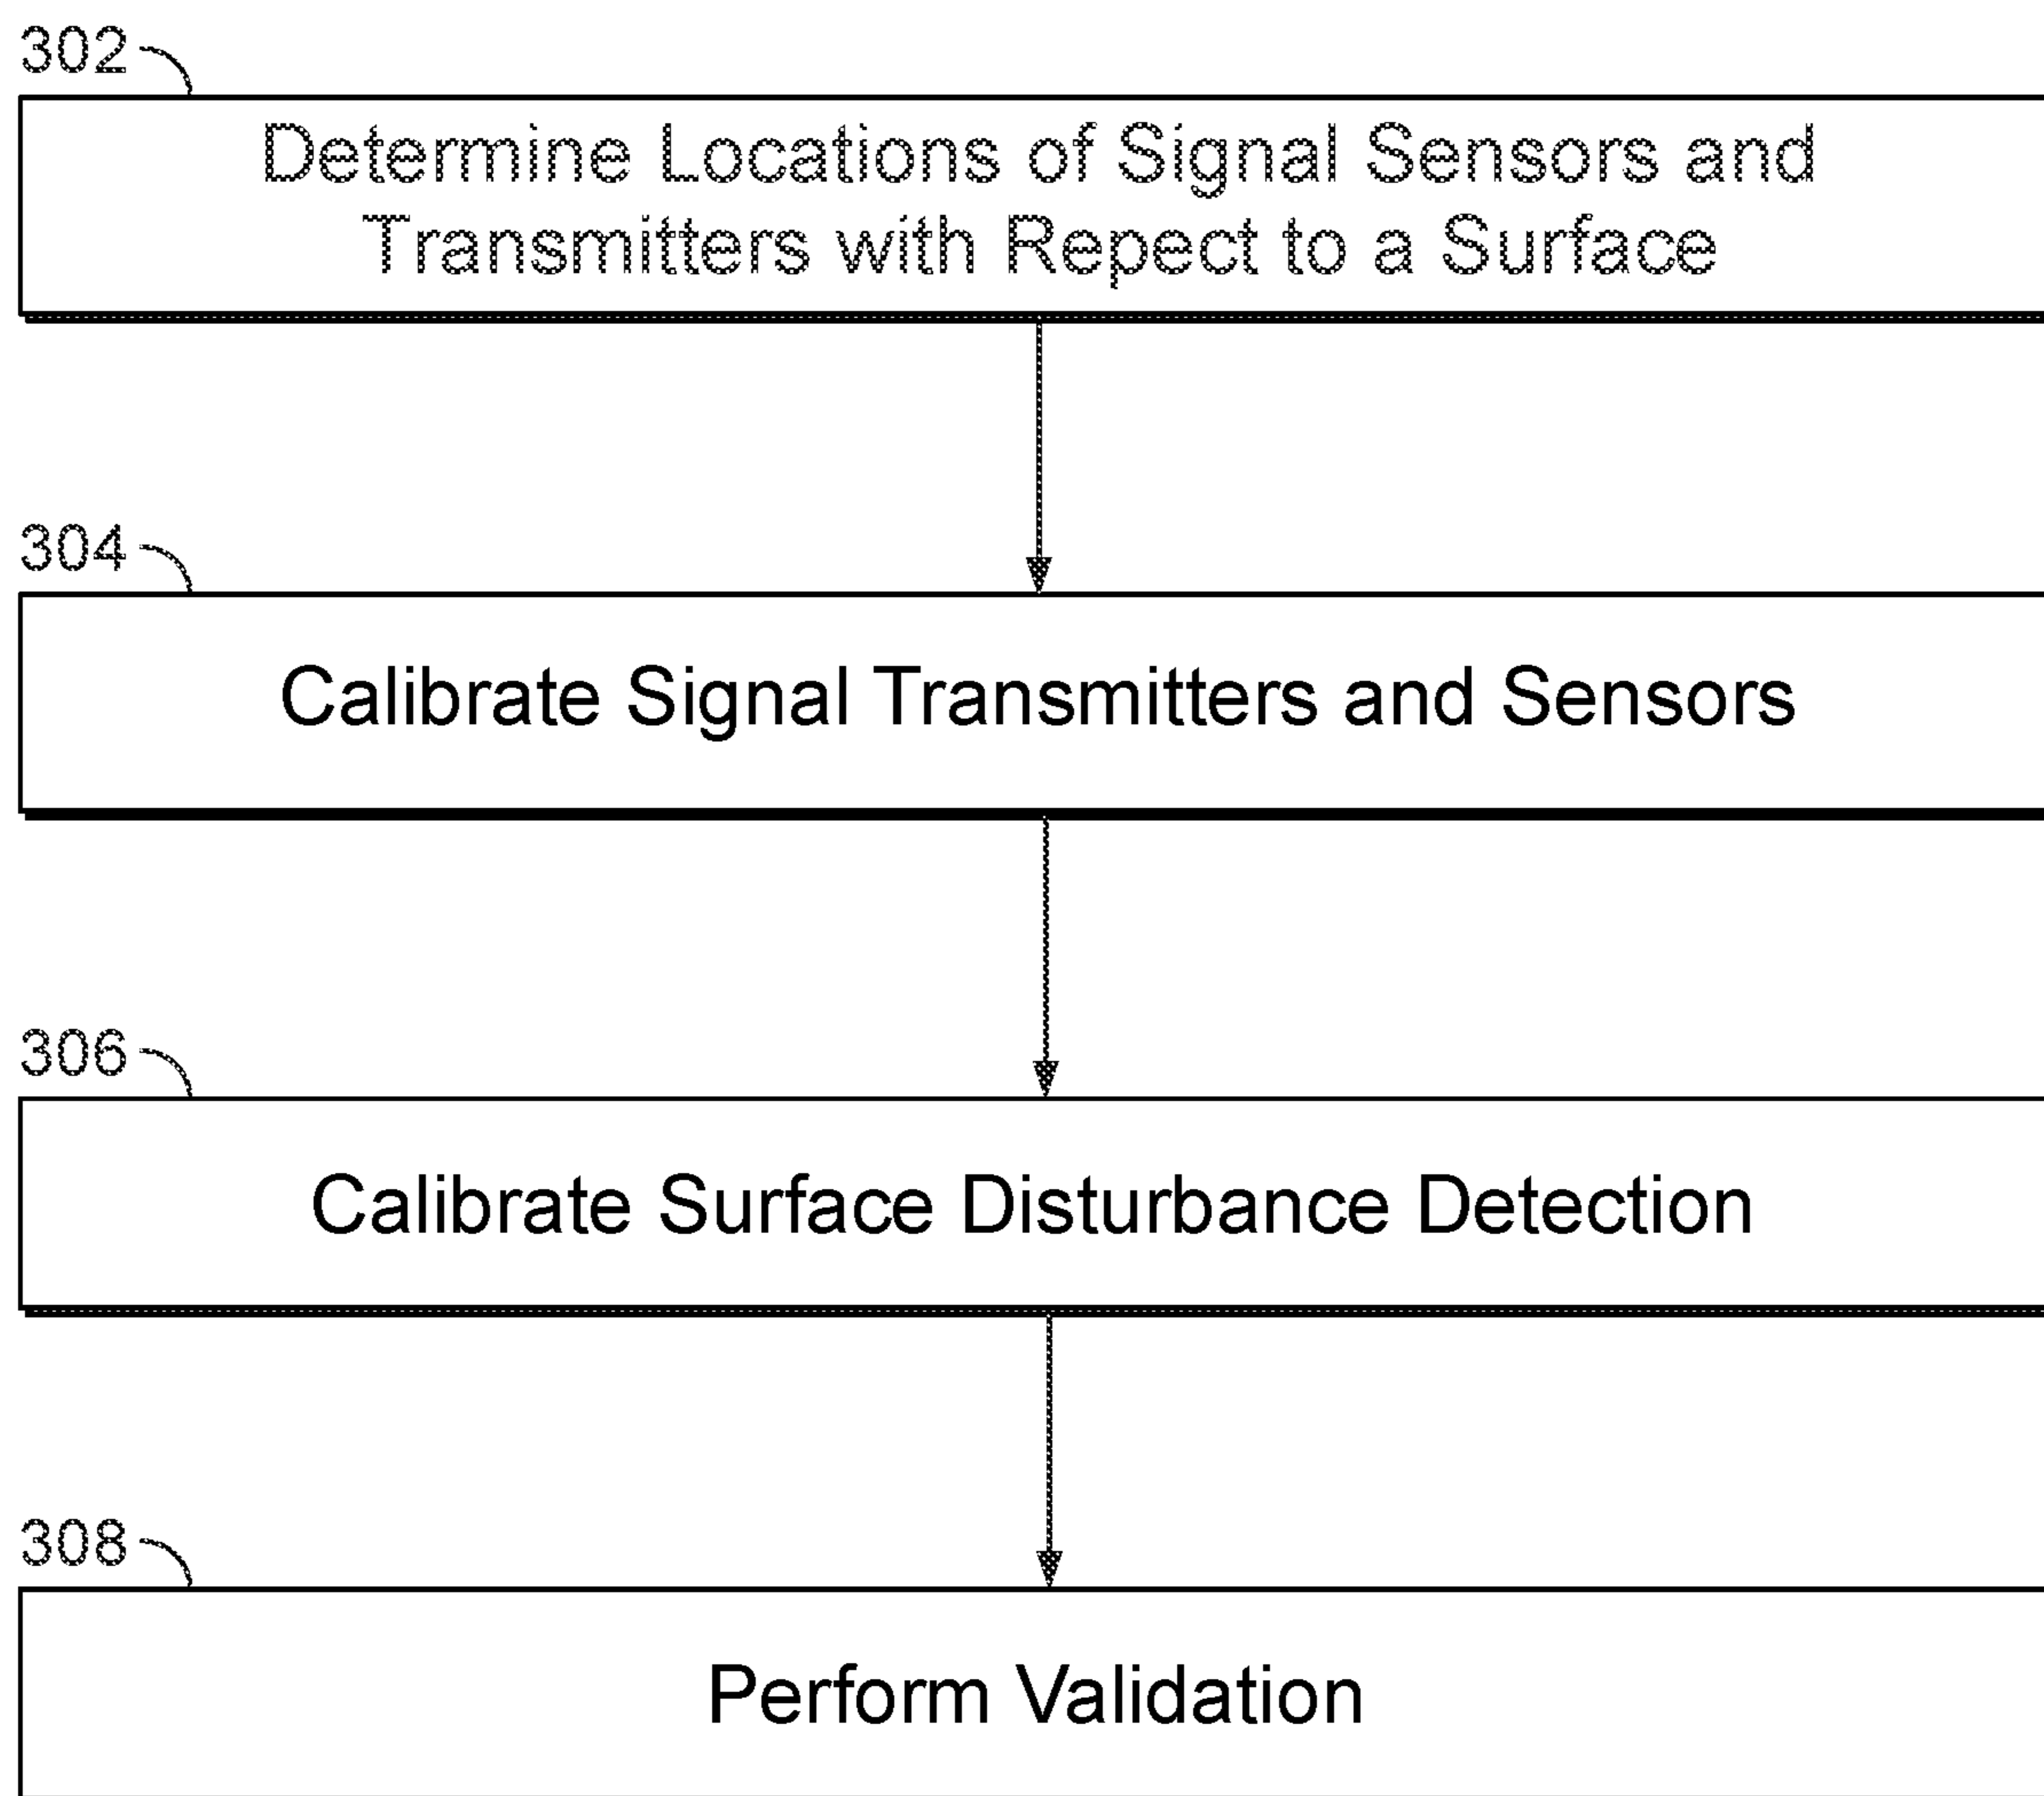 302
Determine Locations of Signal Sensors and
Transmitters with Repect to a Surface
304
Calibrate Signal Transmitters and Sensors
306
Calibrate Surface Disturbance Detection
308
Perform Validation